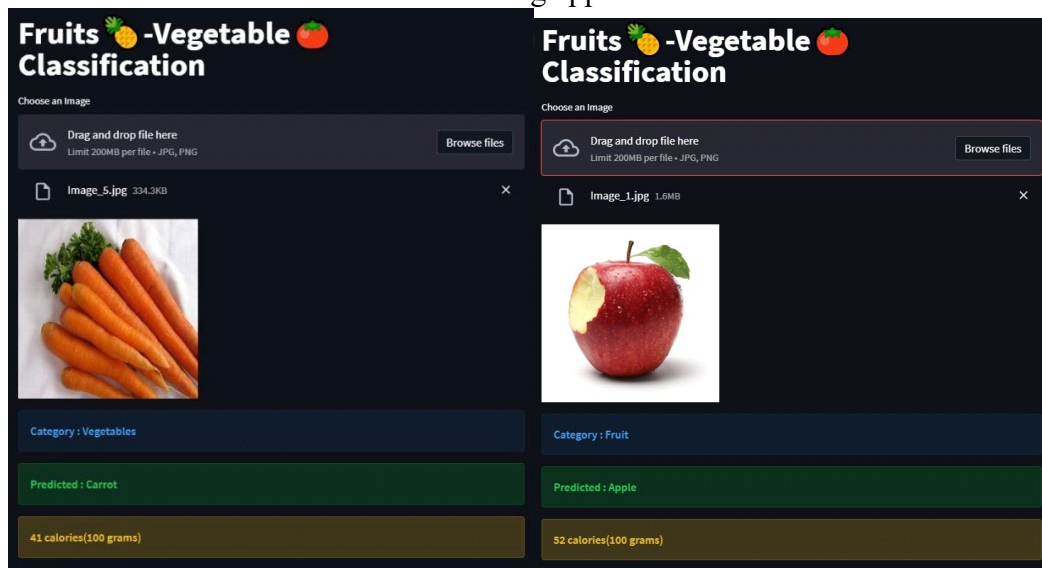 Fruits 🍍 -Vegetable 🍅
Classification
Choose an Image
Drag and drop file here
Limit 200MB per file • JPG, PNG
Browse files
Image_5.jpg 334.3KB
Category : Vegetables
Predicted : Carrot
41 calories(100 grams)
Fruits 🍍 -Vegetable 🍅
Classification
Choose an Image
Drag and drop file here
Limit 200MB per file • JPG, PNG
Browse files
Image_1.jpg 1.6MB
Category : Fruit
Predicted : Apple
52 calories(100 grams)